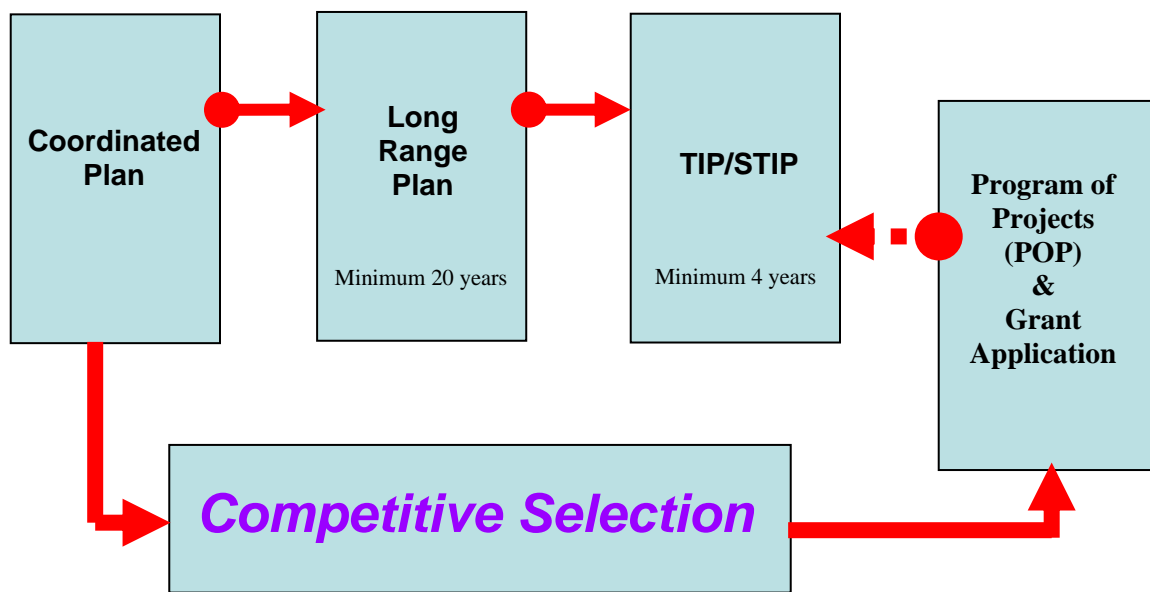 Coordinated
Plan
Long
Range
Plan
Minimum 20 years
TIP/STIP
Minimum 4 years
Program of
Projects
(POP)
&
Grant
Application
Competitive Selection